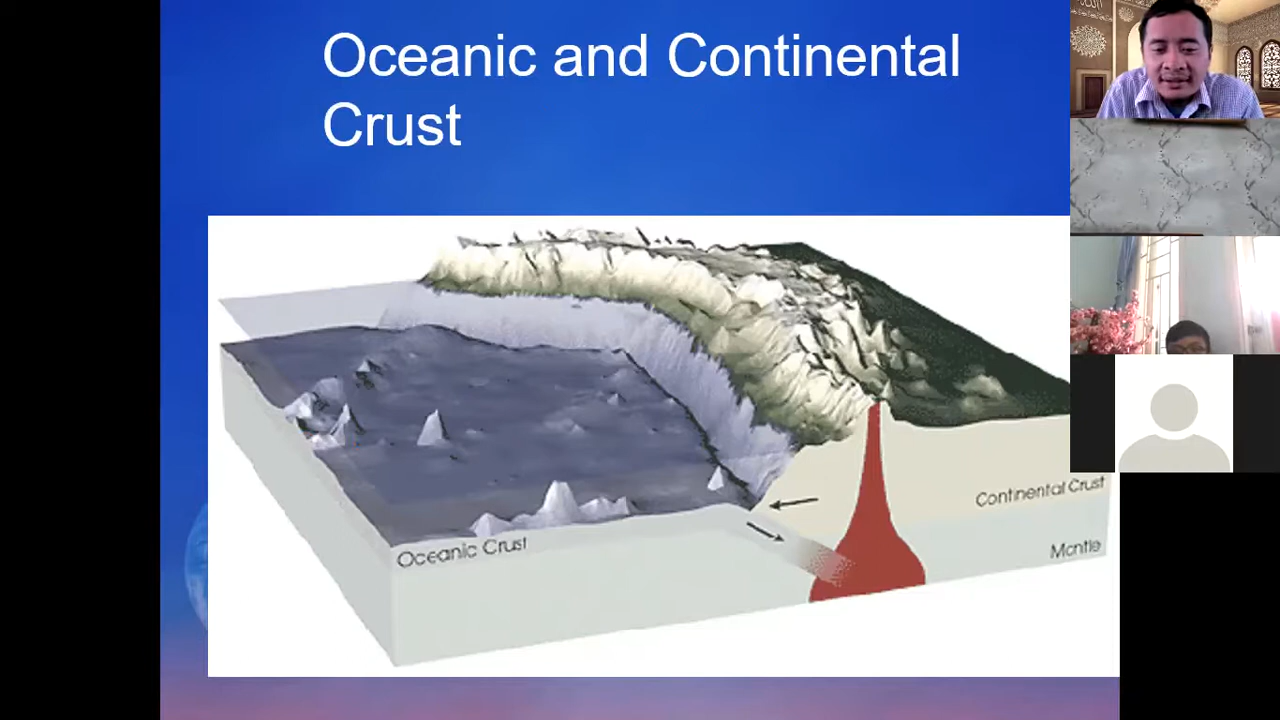 Oceanic and Continental
Crust
Continental Crust
Mantle
Oceanic Crust